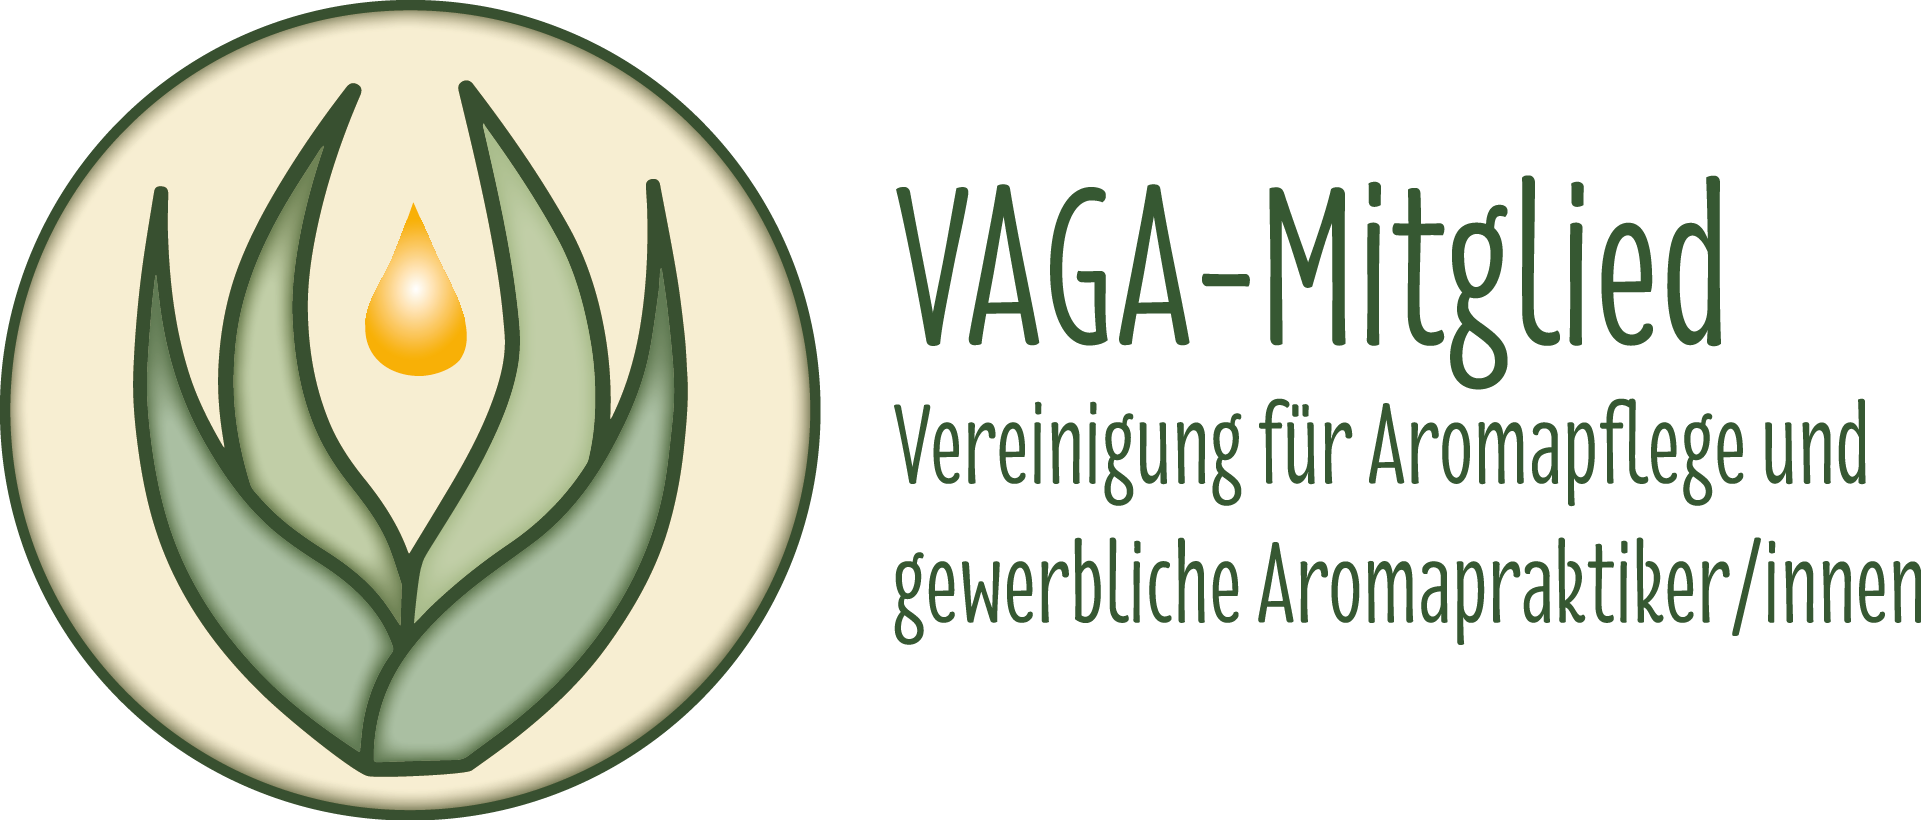 VAGA-Mitglied
Vereinigung für Aromapflege und
gewerbliche Aromapraktiker/innen